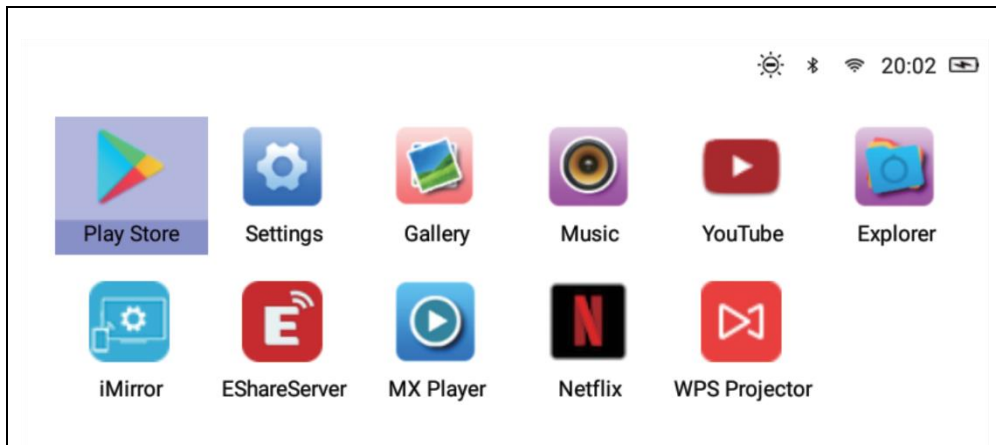 20:02
Play Store Settings Gallery Music YouTube Explorer
E
N
iMirror EShareServer MX Player Netflix WPS Projector